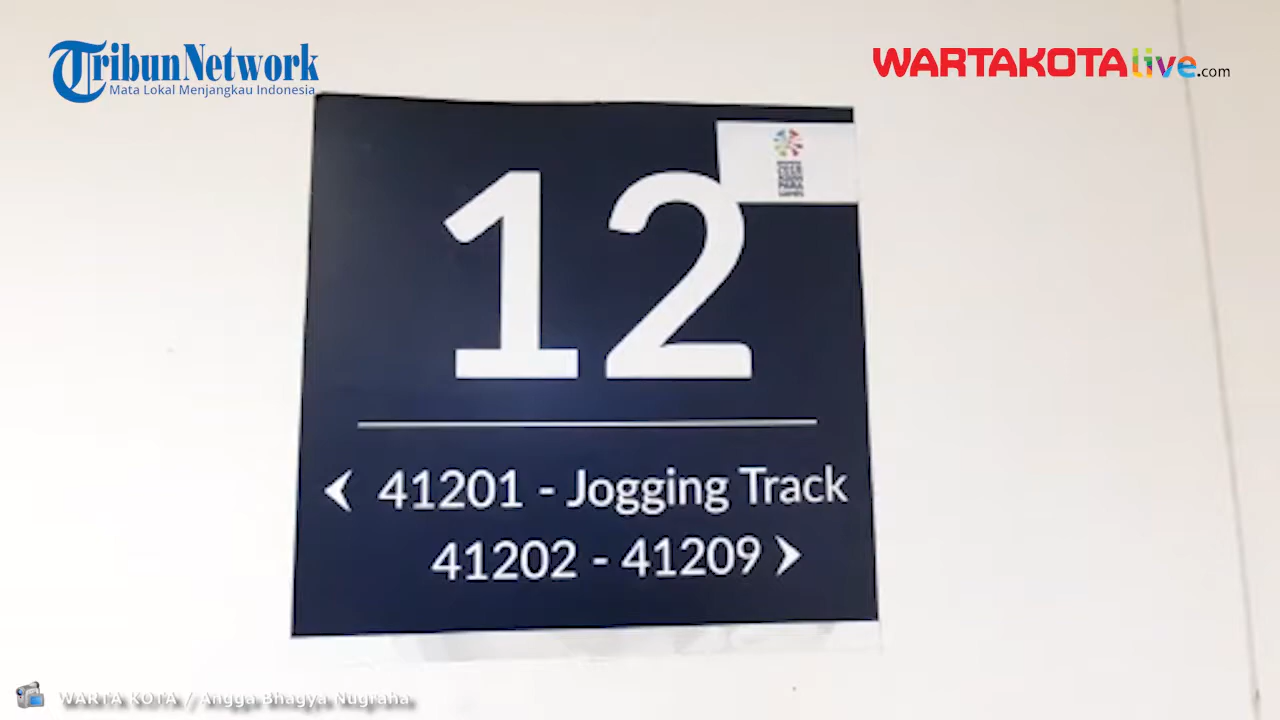 TribunNetwork
Mata Lokal Menjangkau Indonesia
WARTAKOTAlive.com
12
41201 - Jogging Track
41202 - 41209
WARTA KOTA / Angga Bhagya Nugraha